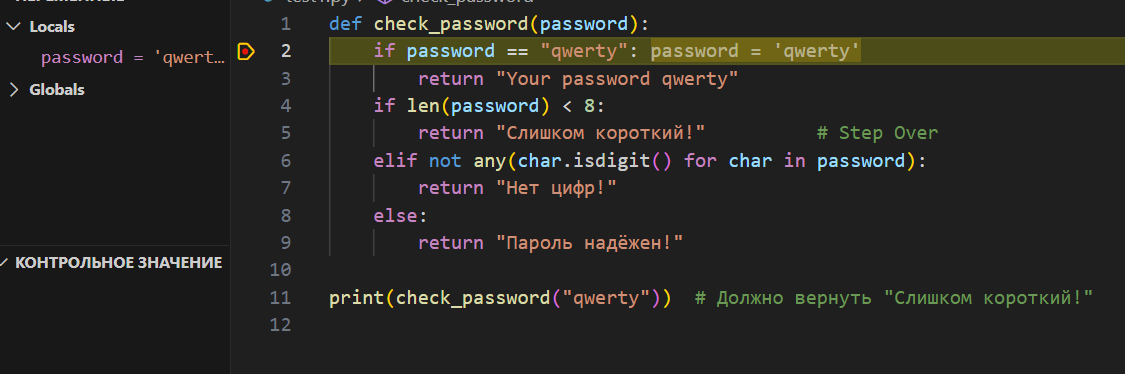 Locals
password = 'qwert...
Globals
КОНТРОЛЬНОЕ ЗНАЧЕНИЕ
check_password
1 def check_password(password):
2 if password == "qwerty": password = 'qwerty'
3 return "Your password qwerty"
4 if len(password) < 8:
5 return "Слишком короткий!" # Step Over
6 elif not any(char.isdigit() for char in password):
7 return "Нет цифр!"
8 else:
9 return "Пароль надёжен!"
10
11 print(check_password("qwerty")) # Должно вернуть "Слишком короткий!"
12